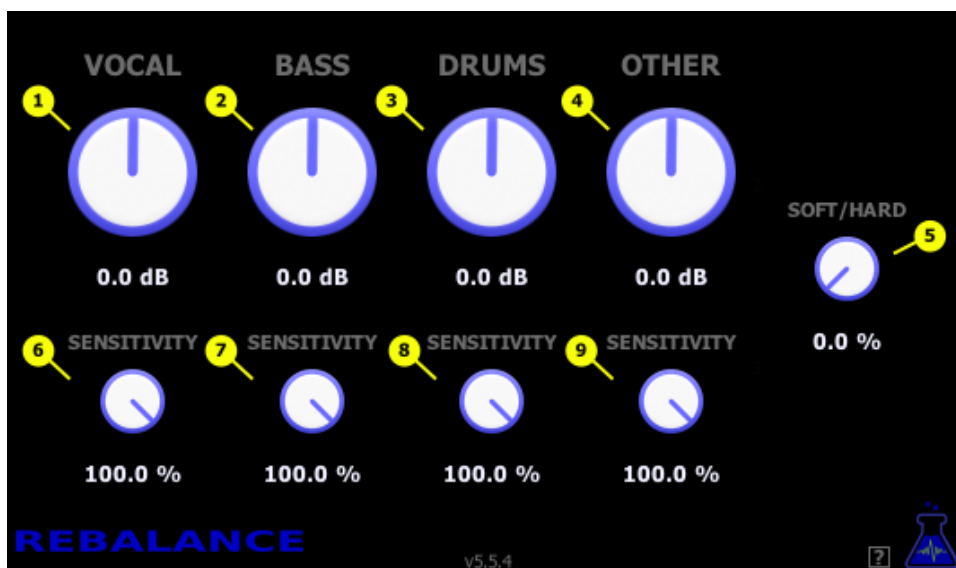 VOCAL BASS DRUMS OTHER
1 2 3 4
SOFT/HARD
5
0.0 dB 0.0 dB 0.0 dB 0.0 dB
0.0 %
6 SENSITIVITY 7 SENSITIVITY 8 SENSITIVITY 9 SENSITIVITY
100.0 % 100.0 % 100.0 % 100.0 %
REBALANCE
v5.5.4
?